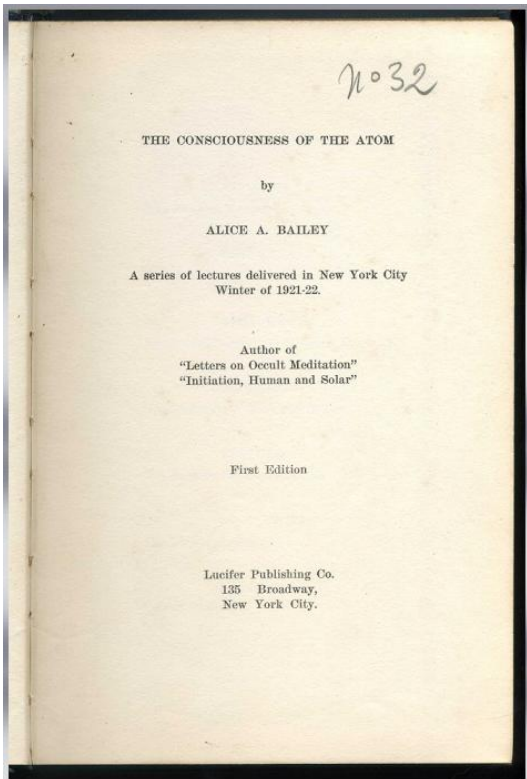 No 32
THE CONSCIOUSNESS OF THE ATOM
by
ALICE A. BAILEY
A series of lectures delivered in New York City
Winter of 1921-22.
Author of
“Letters on Occult Meditation”
“Initiation, Human and Solar”
First Edition
Lucifer Publishing Co.
135 Broadway,
New York City.